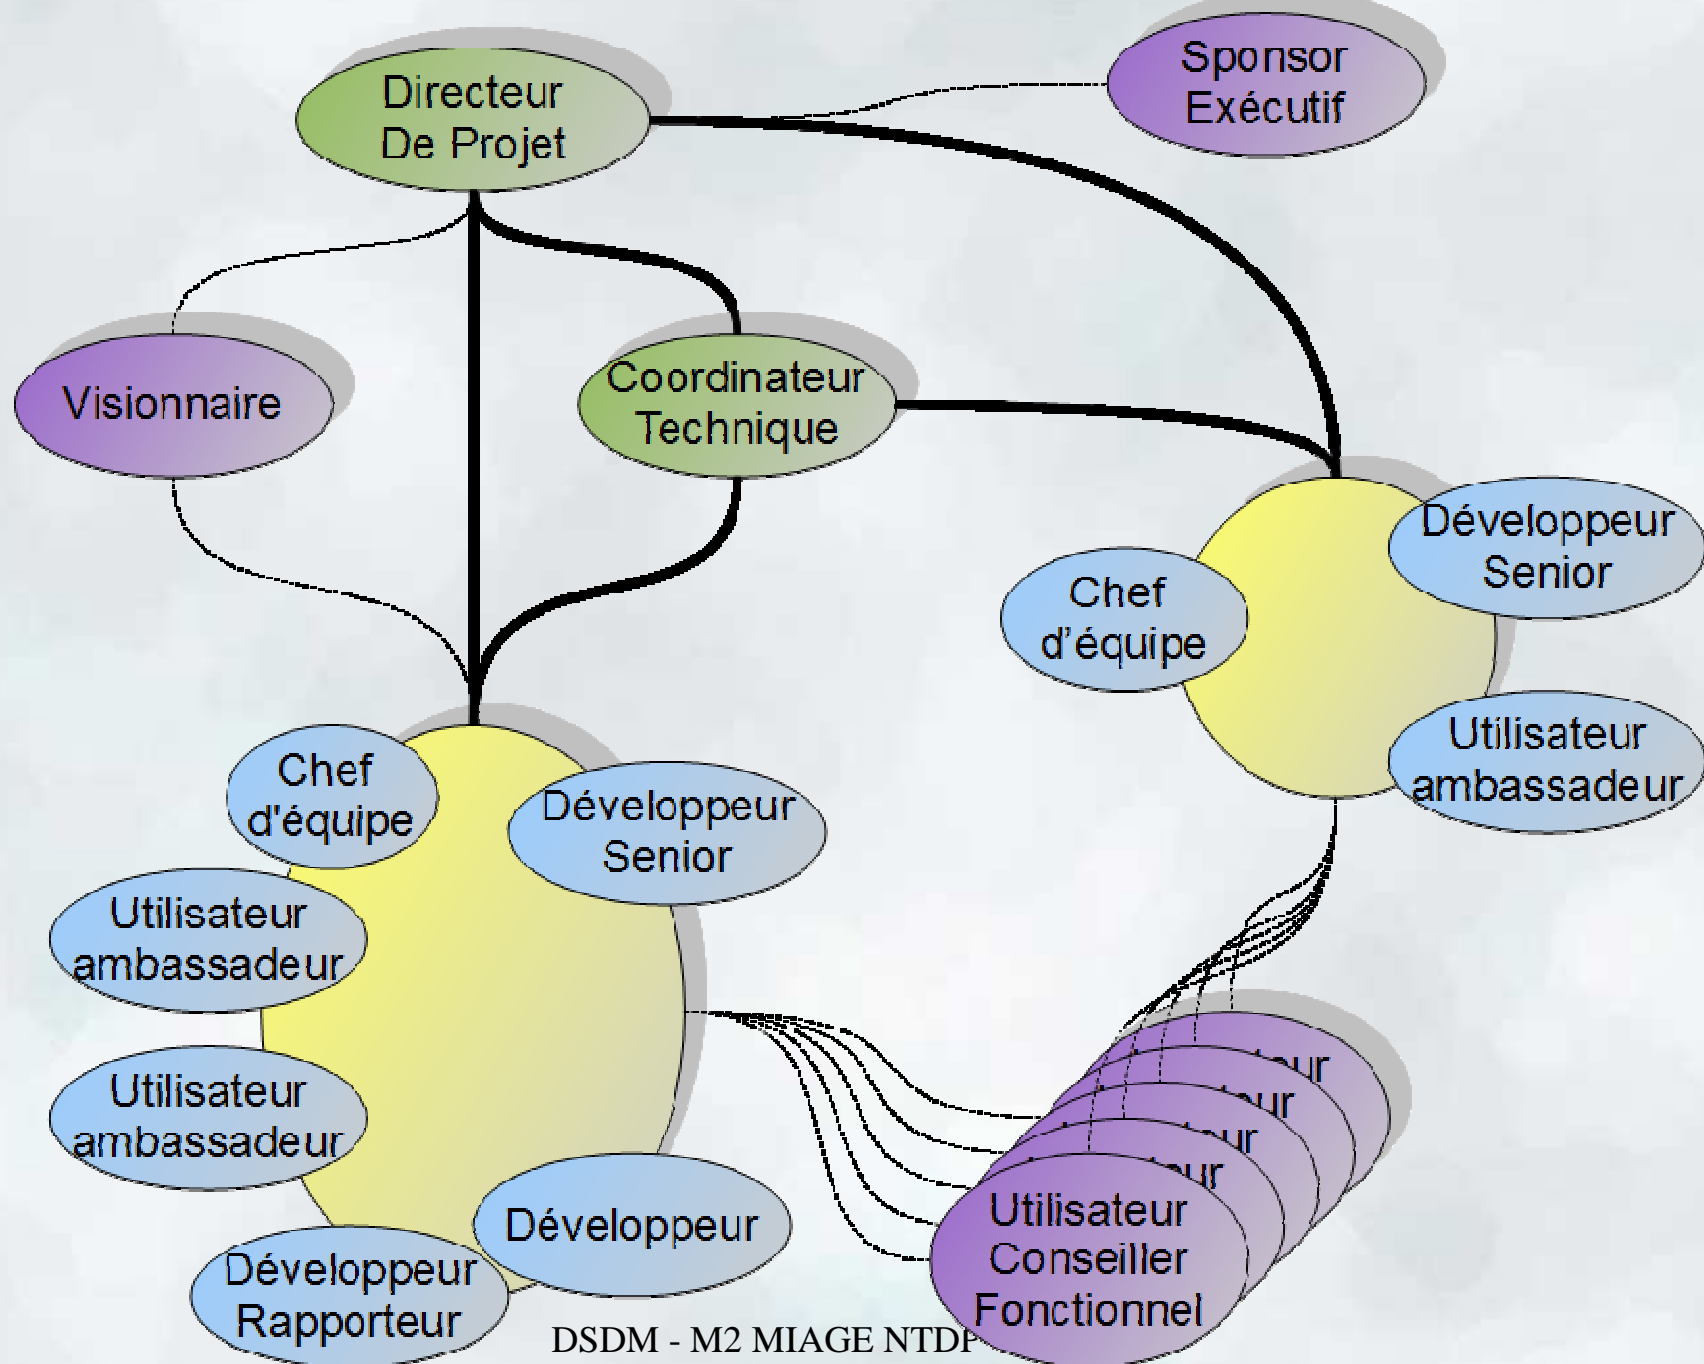 Directeur
De Projet
Sponsor
Exécutif
Visionnaire
Coordinateur
Technique
Développeur
Senior
Chef
d’équipe
Utilisateur
ambassadeur
Chef
d'équipe
Développeur
Senior
Utilisateur
ambassadeur
Utilisateur
ambassadeur
Développeur
Développeur
Rapporteur
Utilisateur
Conseiller
Fonctionnel
DSDM - M2 MIAGE NTDP